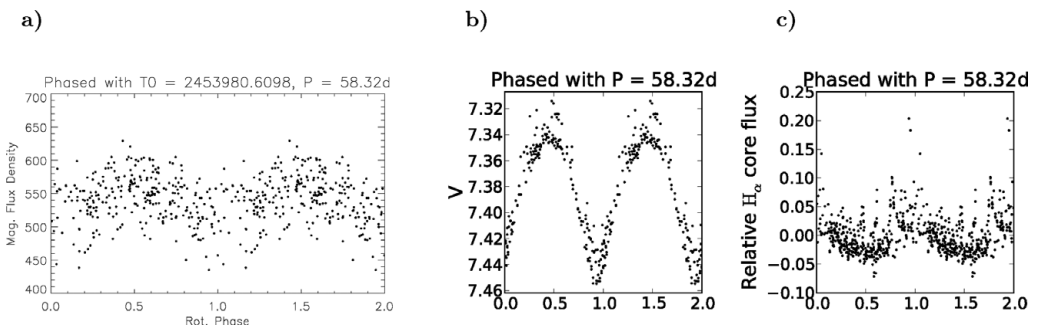 a)
b)
c)
Phased with T0 = 2453980.6098, P = 58.32d
700
650
600
550
500
450
400
Mag. Flux Density
0.0 0.5 1.0 1.5 2.0
Rot. Phase
Phased with P = 58.32d
7.32
7.34
7.36
7.38
7.40
7.42
7.44
7.46
V
0.0 0.5 1.0 1.5 2.0
Phased with P = 58.32d
0.25
0.20
0.15
0.10
0.05
0.00
−0.05
−0.10
Relative Hα core flux
0.0 0.5 1.0 1.5 2.0